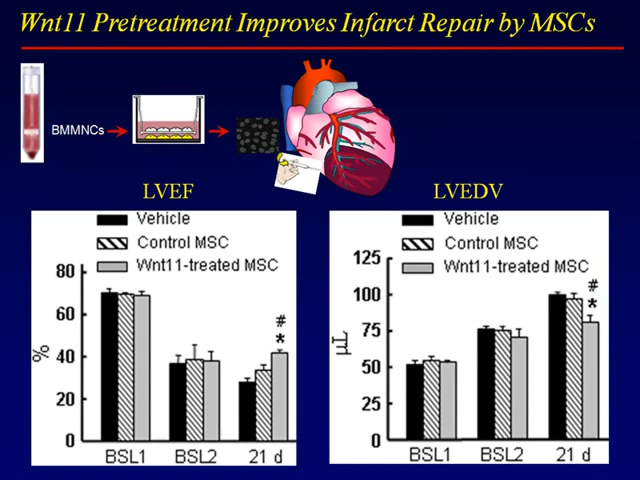 Wnt11 Pretreatment Improves Infarct Repair by MSCs
BMMNCs
LVEF
Vehicle
Control MSC
Wnt11-treated MSC
80
60
40
20
0
%
#
*
BSL1 BSL2 21 d
LVEDV
Vehicle
Control MSC
Wnt11-treated MSC
125
100
75
50
25
0
µL
#
*
BSL1 BSL2 21 d